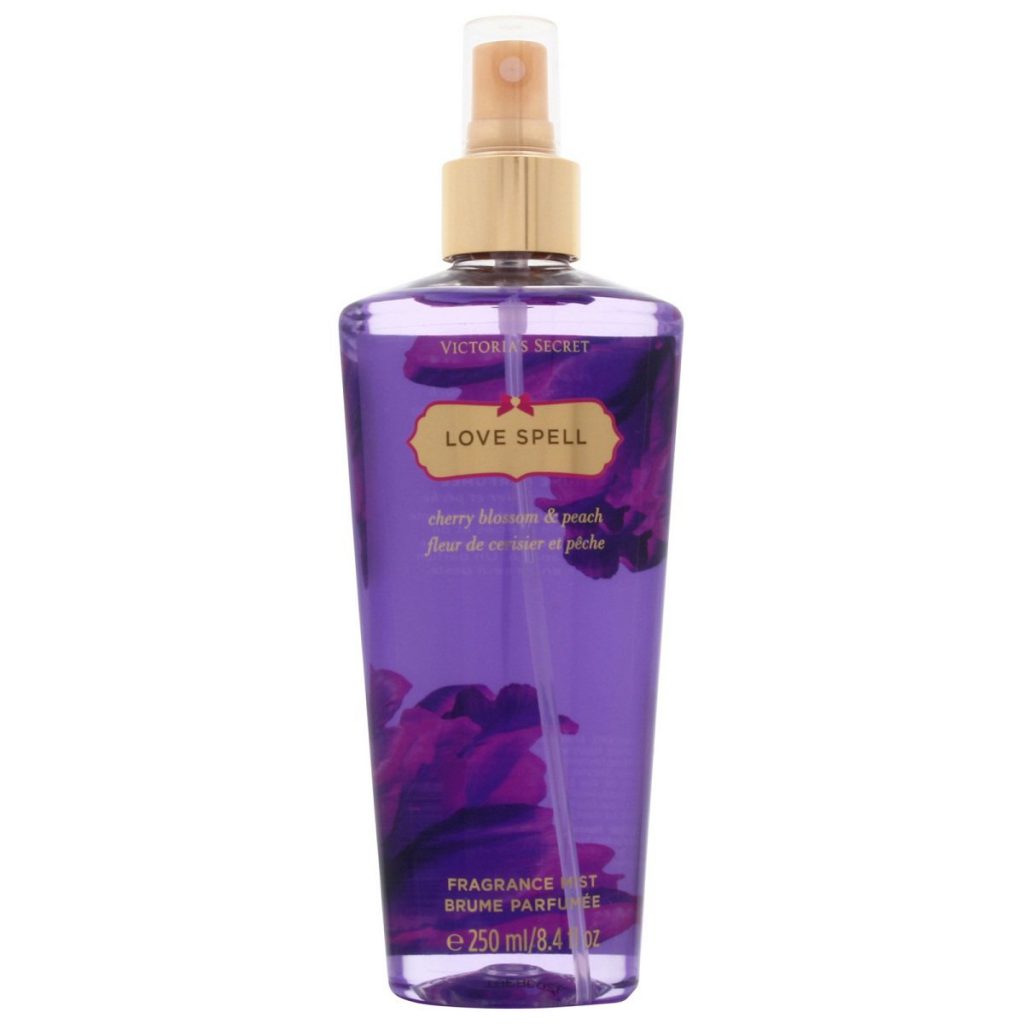 VICTORIA'S SECRET
LOVE SPELL
cherry blossom & peach
fleur de cerisier et pêche
FRAGRANCE MIST
BRUME PARFUMÉE
e 250 ml/8.4 fl oz